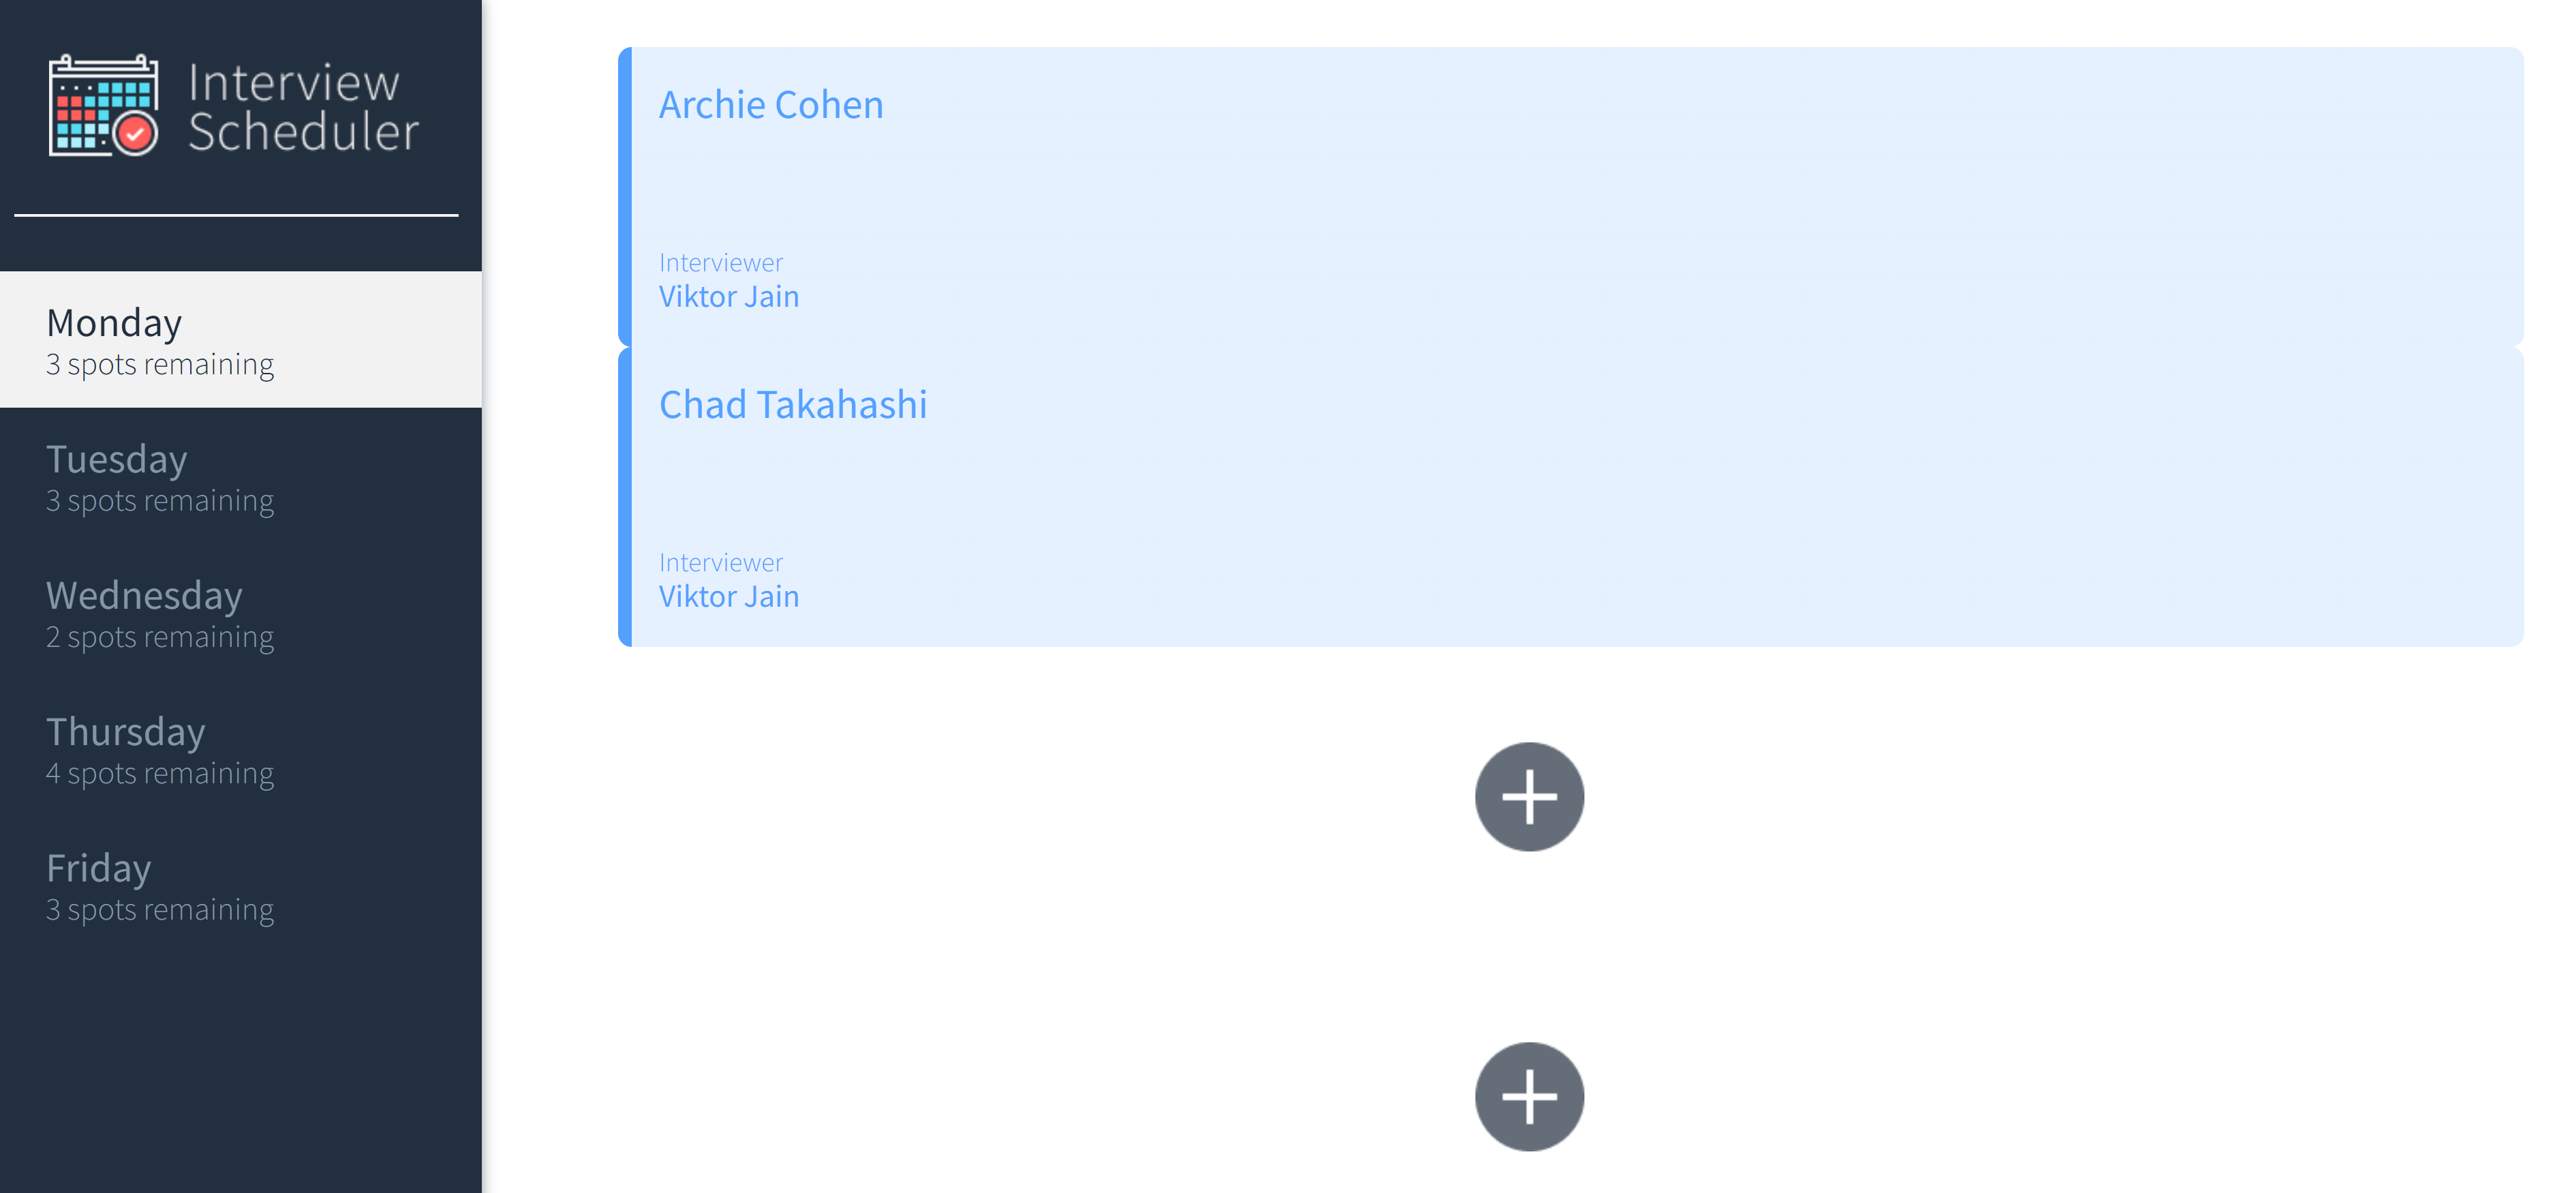 Interview
Scheduler
Monday
3 spots remaining
Tuesday
3 spots remaining
Wednesday
2 spots remaining
Thursday
4 spots remaining
Friday
3 spots remaining
Archie Cohen
Interviewer
Viktor Jain
Chad Takahashi
Interviewer
Viktor Jain